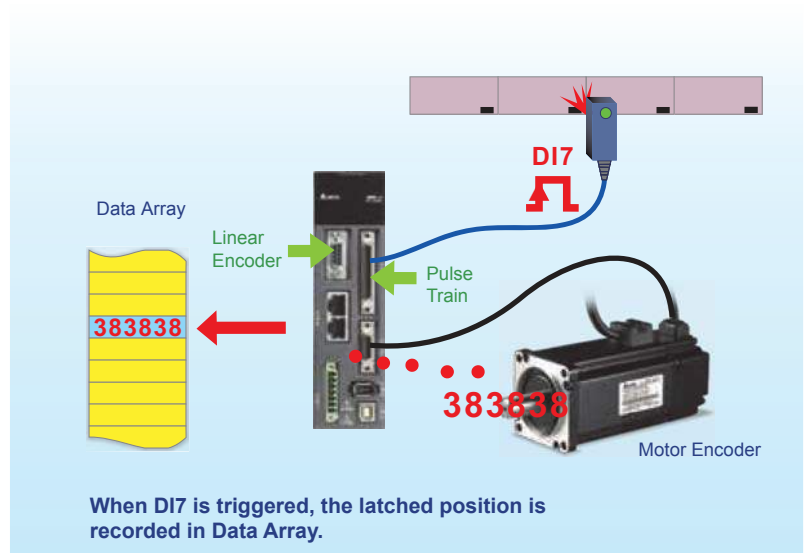 DI7
Data Array
Linear
Encoder
Pulse
Train
383838
383838
Motor Encoder
When DI7 is triggered, the latched position is
recorded in Data Array.